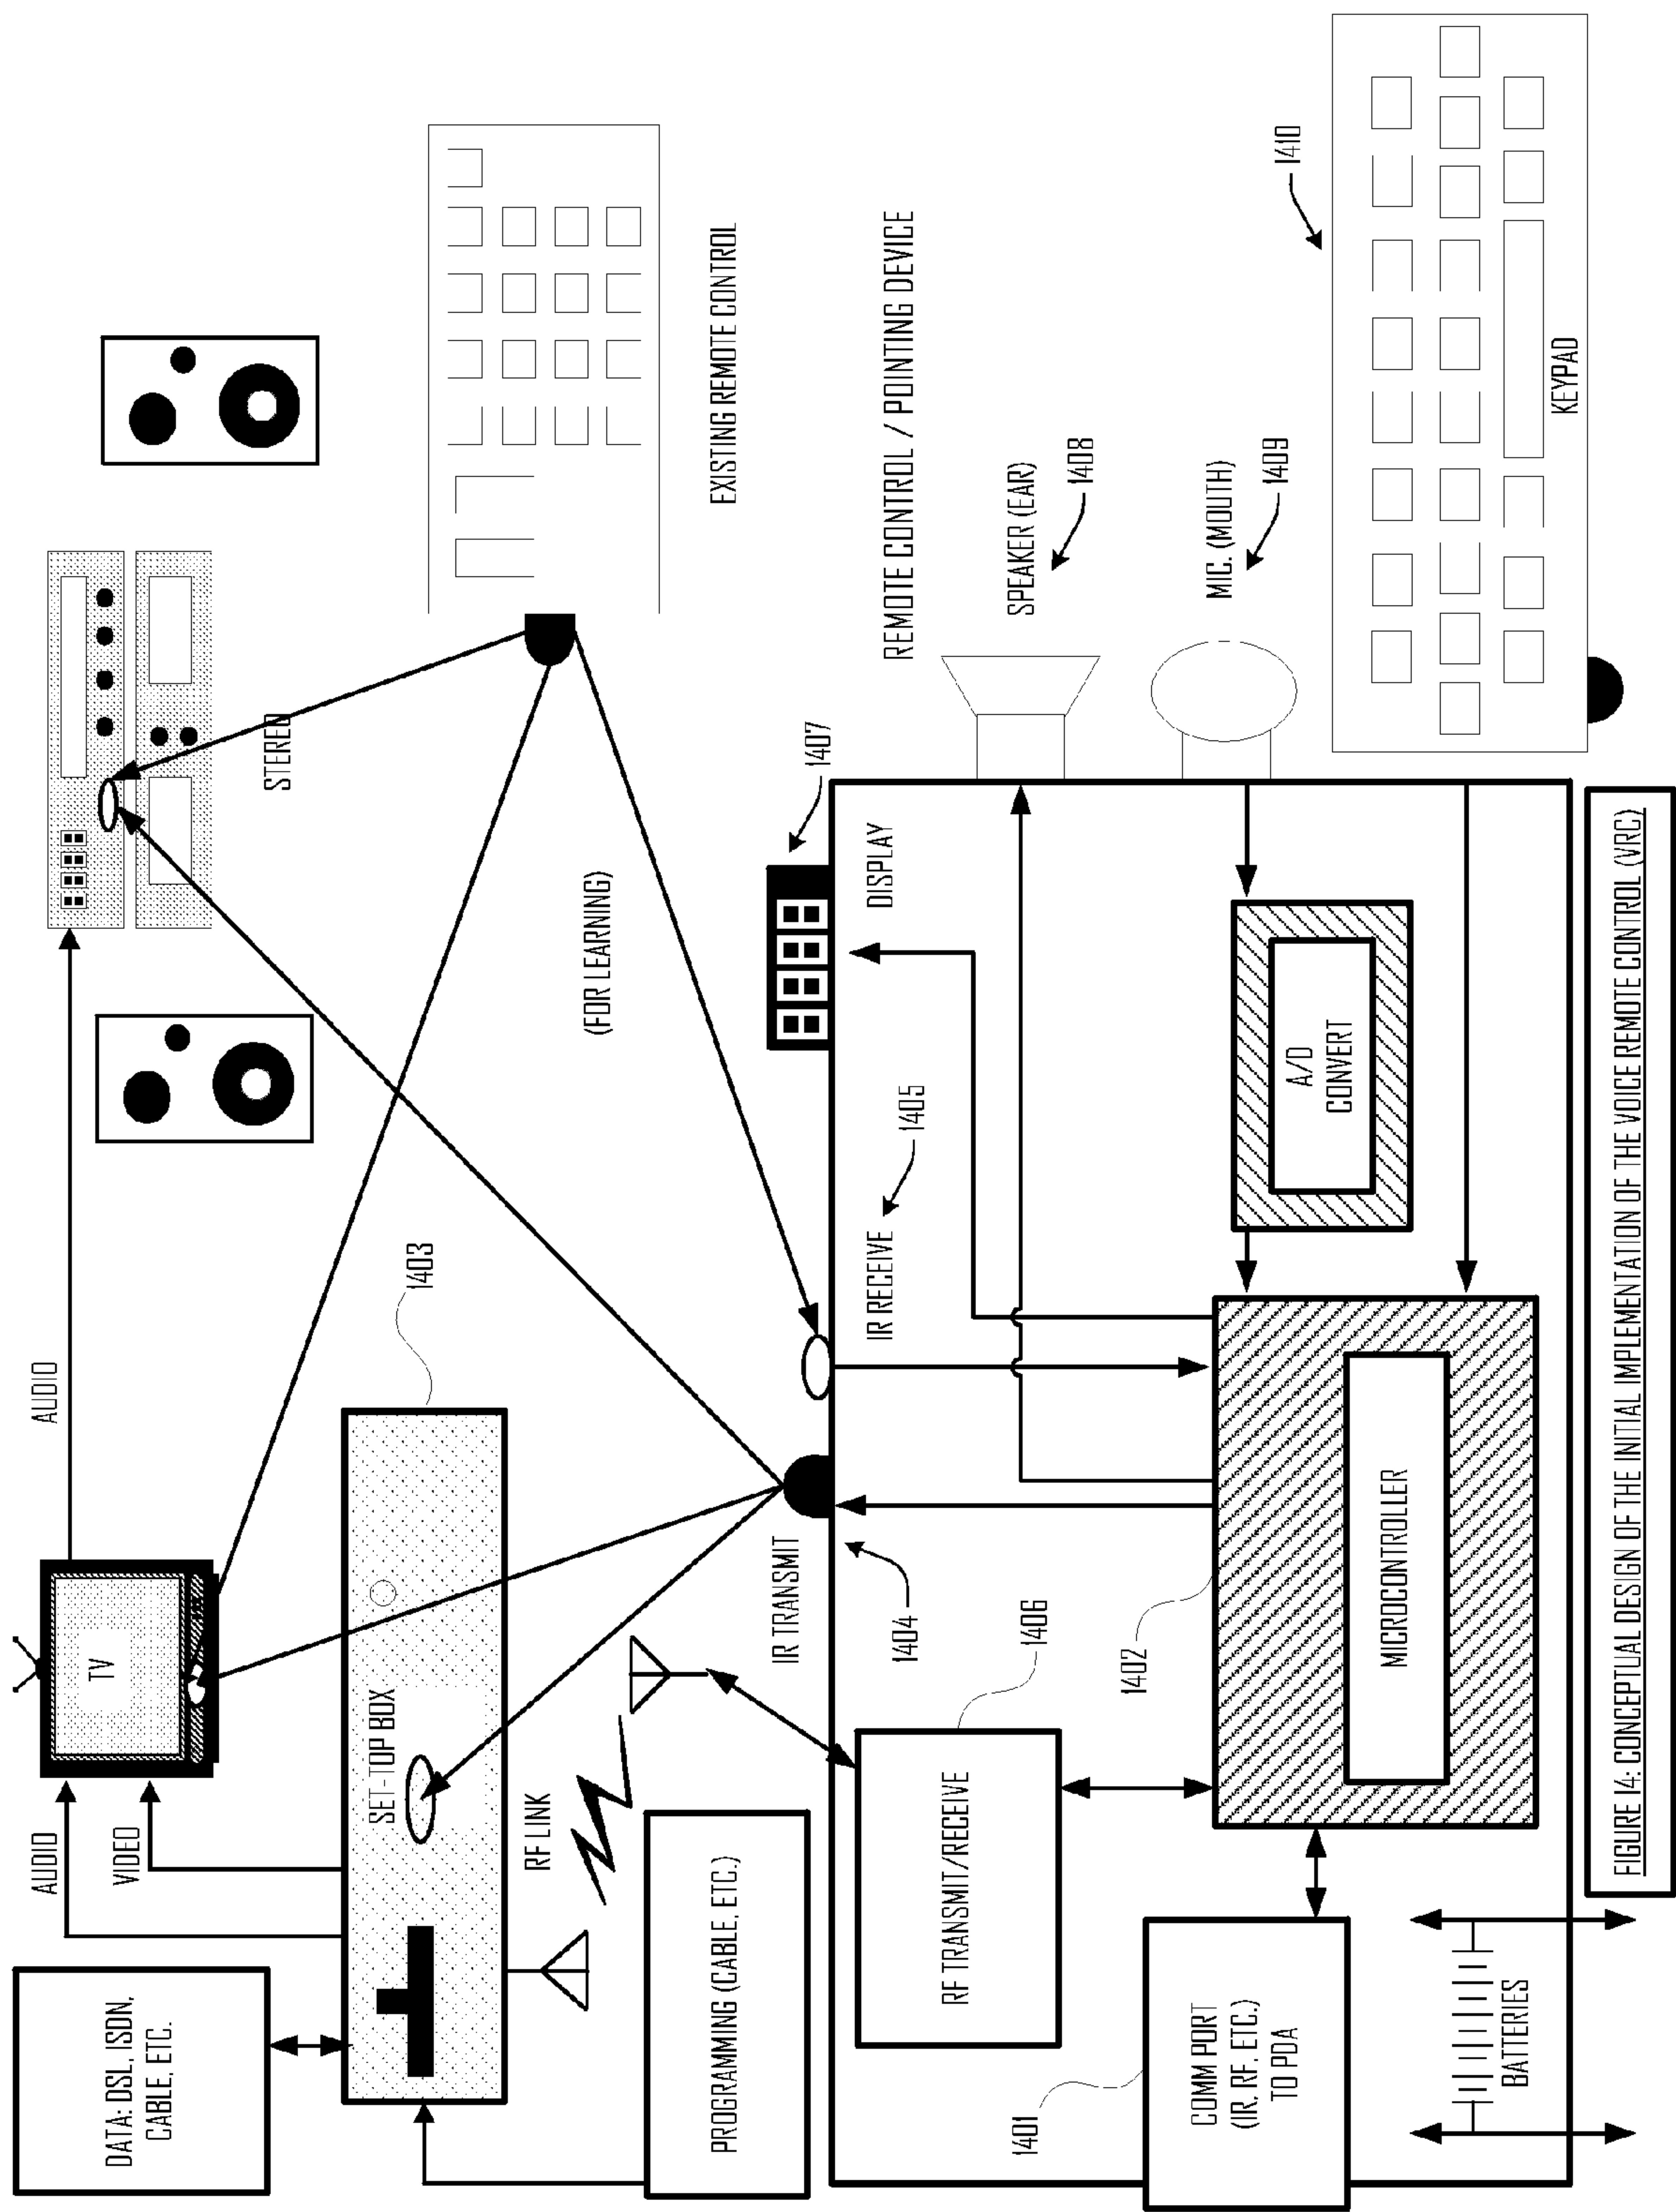 DATA: DSL, ISDN,
CABLE, ETC.
AUDIO
VIDEO
TV
AUDIO
STEREO
SET-TOP BOX
1403
RF LINK
PROGRAMMING (CABLE, ETC.)
(FOR LEARNING)
EXISTING REMOTE CONTROL
REMOTE CONTROL / POINTING DEVICE
IR TRANSMIT
1404
IR RECEIVE
1405
DISPLAY
1407
SPEAKER (EAR)
1408
MIC. (MOUTH)
1409
1410
KEYPAD
RF TRANSMIT/RECEIVE
1406
1402
MICROCONTROLLER
A/D
CONVERT
1401
COMM PORT
(IR, RF, ETC.)
TO PDA
BATTERIES
FIGURE 14: CONCEPTUAL DESIGN OF THE INITIAL IMPLEMENTATION OF THE VOICE REMOTE CONTROL (VRC)